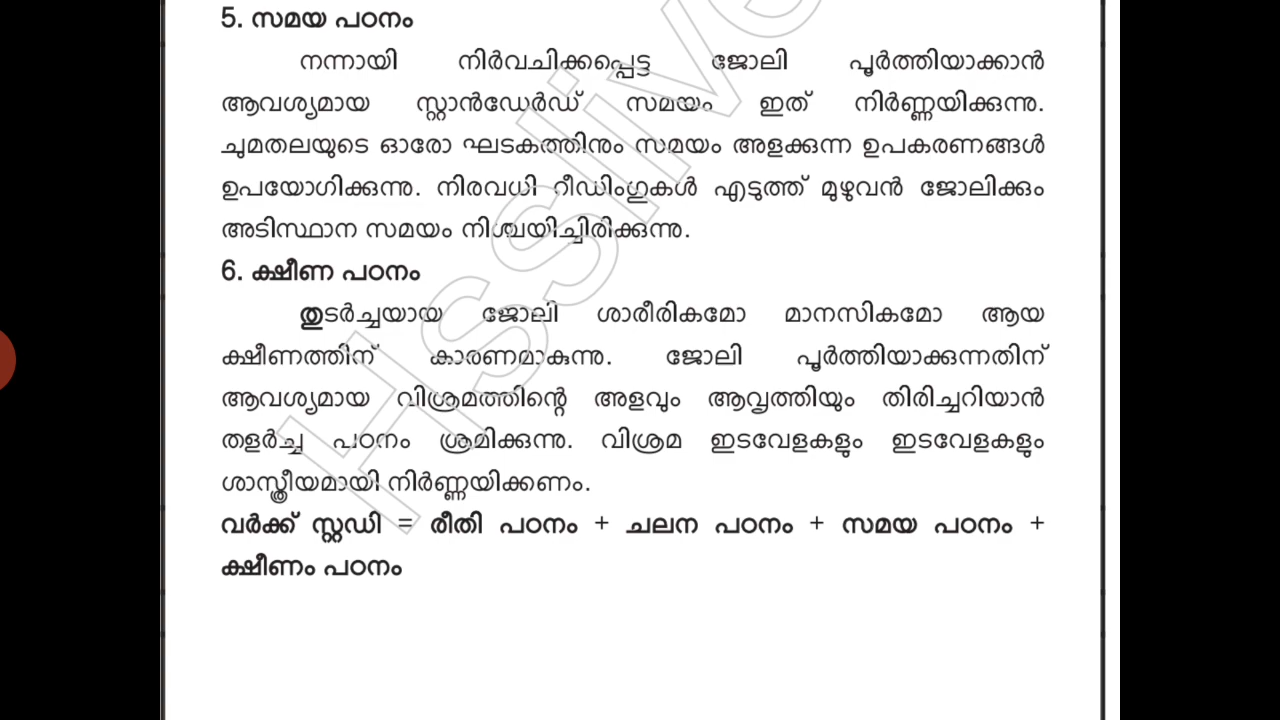 5. സമയ പഠനം
നന്നായി നിർവചിക്കപ്പെട്ട ജോലി പൂർത്തിയാക്കാൻ
ആവശ്യമായ സ്റ്റാൻഡേർഡ് സമയം ഇത് നിർണ്ണയിക്കുന്നു.
ചുമതലയുടെ ഓരോ ഘടകത്തിനും സമയം അളക്കുന്ന ഉപകരണങ്ങൾ
ഉപയോഗിക്കുന്നു. നിരവധി റീഡിംഗുകൾ എടുത്ത് മുഴുവൻ ജോലിക്കും
അടിസ്ഥാന സമയം നിശ്ചയിച്ചിരിക്കുന്നു.
6. ക്ഷീണ പഠനം
തുടർച്ചയായ ജോലി ശാരീരികമോ മാനസികമോ ആയ
ക്ഷീണത്തിന് കാരണമാകുന്നു. ജോലി പൂർത്തിയാക്കുന്നതിന്
ആവശ്യമായ വിശ്രമത്തിന്റെ അളവും ആവൃത്തിയും തിരിച്ചറിയാൻ
തളർച്ച പഠനം ശ്രമിക്കുന്നു. വിശ്രമ ഇടവേളകളും ഇടവേളകളും
ശാസ്ത്രീയമായി നിർണ്ണയിക്കണം.
വർക്ക് സ്റ്റഡി = രീതി പഠനം + ചലന പഠനം + സമയ പഠനം +
ക്ഷീണം പഠനം
Hsslive